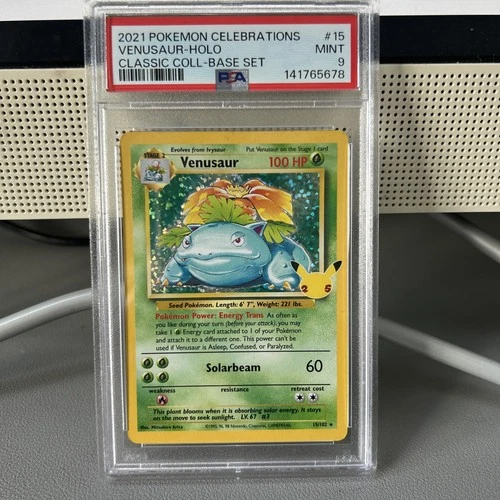 2021 POKEMON CELEBRATIONS #15
VENUSAUR-HOLO MINT
CLASSIC COLL-BASE SET 9
PSA 141765678
Evolves from Ivysaur Put Venusaur on the Stage 1 card
STAGE 2
Venusaur 100 HP
25
Seed Pokémon. Length: 6' 7", Weight: 221 lbs.
Pokémon Power: Energy Trans As often as
you like during your turn (before your attack), you may
take 1 Energy card attached to 1 of your Pokémon
and attach it to a different one. This power can't be
used if Venusaur is Asleep, Confused, or Paralyzed.
Solarbeam 60
weakness resistance retreat cost
This plant blooms when it is absorbing solar energy. It stays
on the move to seek sunlight. LV. 67 #3
Illus. Mitsuhiro Arita 15/102 ★